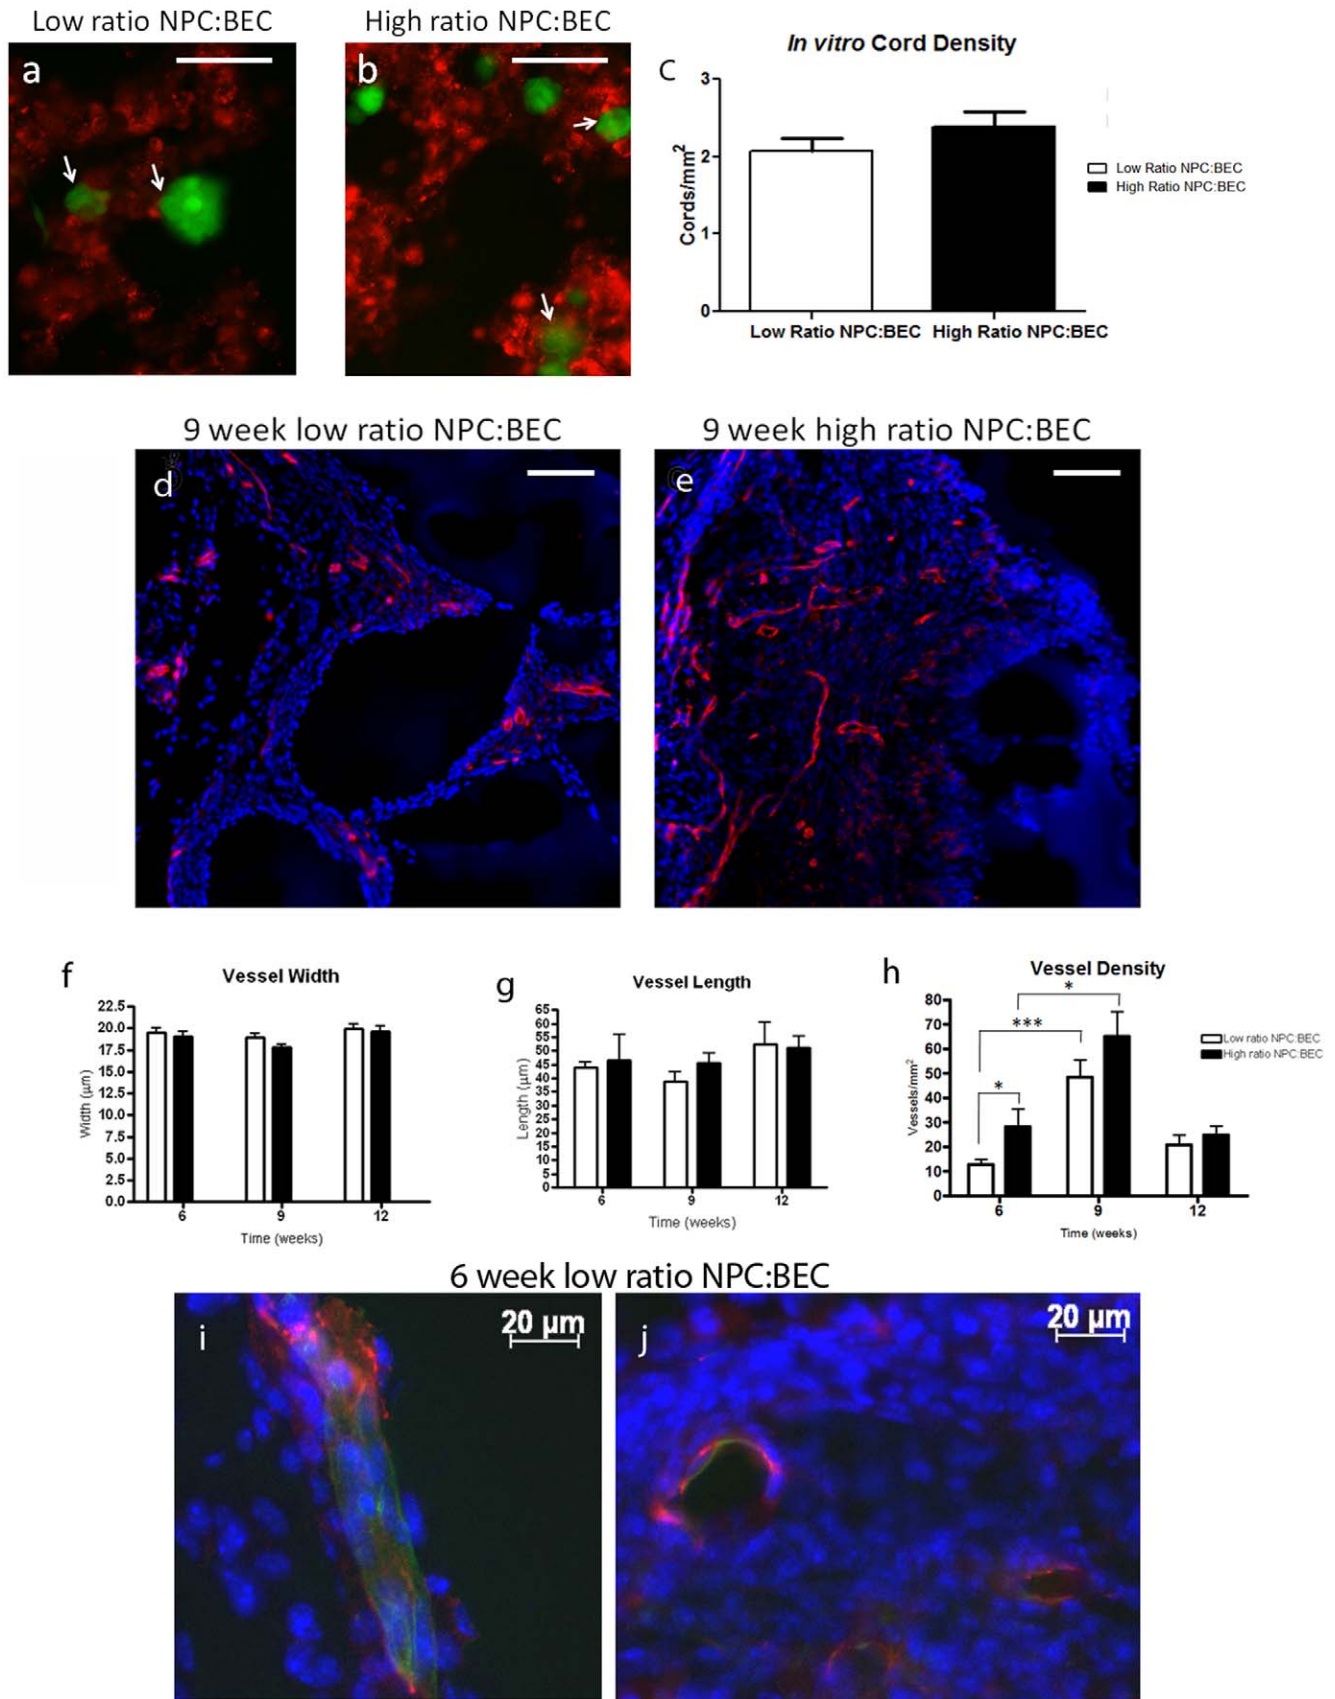 Low ratio NPC:BEC
High ratio NPC:BEC
a
b
c
In vitro Cord Density
3
2
1
0
Cords/mm²
Low Ratio NPC:BEC
High Ratio NPC:BEC
Low Ratio NPC:BEC
High Ratio NPC:BEC
9 week low ratio NPC:BEC
9 week high ratio NPC:BEC
d
e
f
Vessel Width
22.5
20.0
17.5
15.0
12.5
10.0
7.5
5.0
2.5
0.0
Width (µm)
6
9
12
Time (weeks)
g
Vessel Length
65
60
55
50
45
40
35
30
25
20
15
10
5
0
Length (µm)
6
9
12
Time (weeks)
h
Vessel Density
80
70
60
50
40
30
20
10
0
Vessels/mm²
*
***
*
Low ratio NPC:BEC
High ratio NPC:BEC
6
9
12
Time (weeks)
6 week low ratio NPC:BEC
i
20 µm
j
20 µm